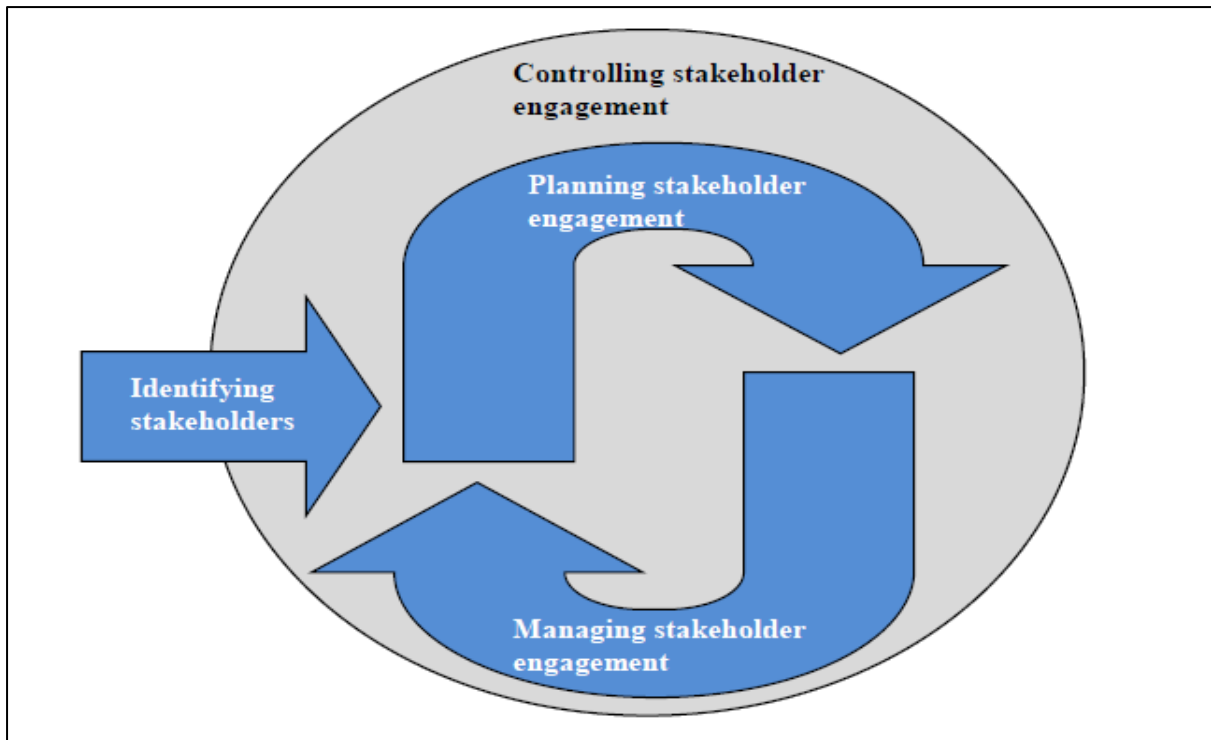 Controlling stakeholder
engagement
Planning stakeholder
engagement
Identifying
stakeholders
Managing stakeholder
engagement